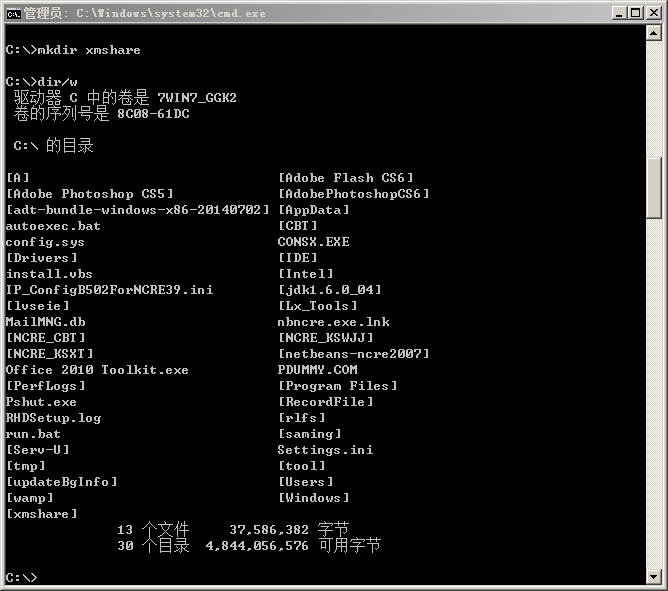 管理员: C:\Windows\system32\cmd.exe
C:\>mkdir xmshare
C:\>dir/w
驱动器 C 中的卷是 7WIN7_GGK2
卷的序列号是 8C08-61DC
C:\ 的目录
[A] [Adobe Flash CS6]
[Adobe Photoshop CS5] [AdobePhotoshopCS6]
[adt-bundle-windows-x86-20140702] [AppData]
autoexec.bat [CBT]
config.sys CONSX.EXE
[Drivers] [IDE]
install.vbs [Intel]
IP_ConfigB502ForNCRE39.ini [jdk1.6.0_04]
[lvseie] [Lx_Tools]
MailMNG.db nbncre.exe.lnk
[NCRE_CBT] [NCRE_KSWJJ]
[NCRE_KSXT] [netbeans-ncre2007]
Office 2010 Toolkit.exe PDUMMY.COM
[PerfLogs] [Program Files]
Pshut.exe [RecordFile]
RHDSetup.log [rlfs]
run.bat [saming]
[Serv-U] Settings.ini
[tmp] [tool]
[updateBgInfo] [Users]
[wamp] [Windows]
[xmshare]
13 个文件 37,586,382 字节
30 个目录 4,844,056,576 可用字节
C:\>